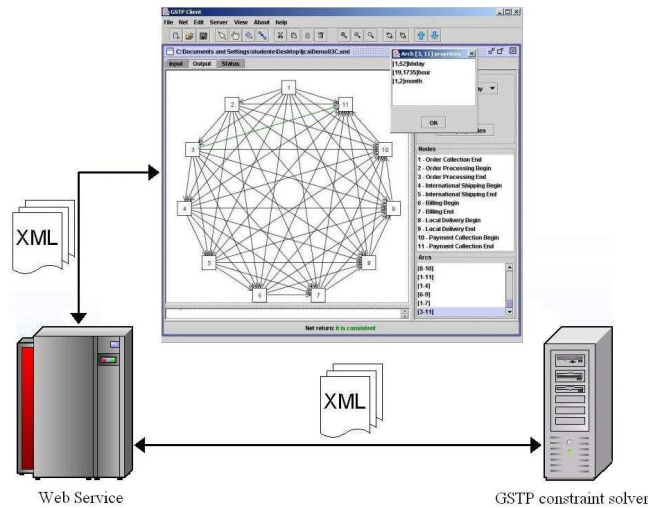 GSTP Client
File Net Edit Server View About help
C:\Documents and Settings\studente\Desktop\ijcaiDemo03C.xml
Input Output Status
Arch [3, 11] proprities
[1,52]bhday
[19,1735]hour
[1,2]month
OK
1
2
11
3
10
4
9
5
8
6
7
Nodes
1 - Order Collection End
2 - Order Processing Begin
3 - Order Processing End
4 - International Shipping Begin
5 - International Shipping End
6 - Billing Begin
7 - Billing End
8 - Local Delivery Begin
9 - Local Delivery End
10 - Payment Collection Begin
11 - Payment Collection End
Arcs
[8-10]
[1-11]
[1-4]
[6-9]
[1-7]
[3-11]
Net return: it is consistent
XML
XML
Web Service
GSTP constraint solver